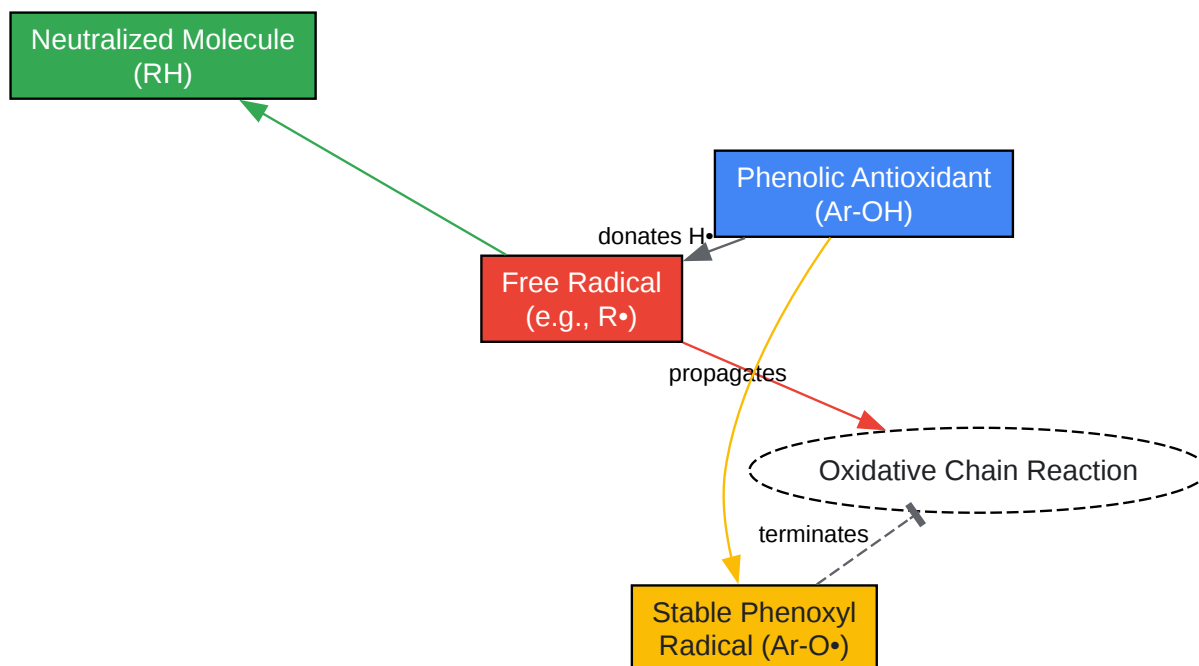 Neutralized Molecule
(RH)
Phenolic Antioxidant
(Ar-OH)
donates H•
Free Radical
(e.g., R•)
propagates
Oxidative Chain Reaction
terminates
Stable Phenoxyl
Radical (Ar-O•)